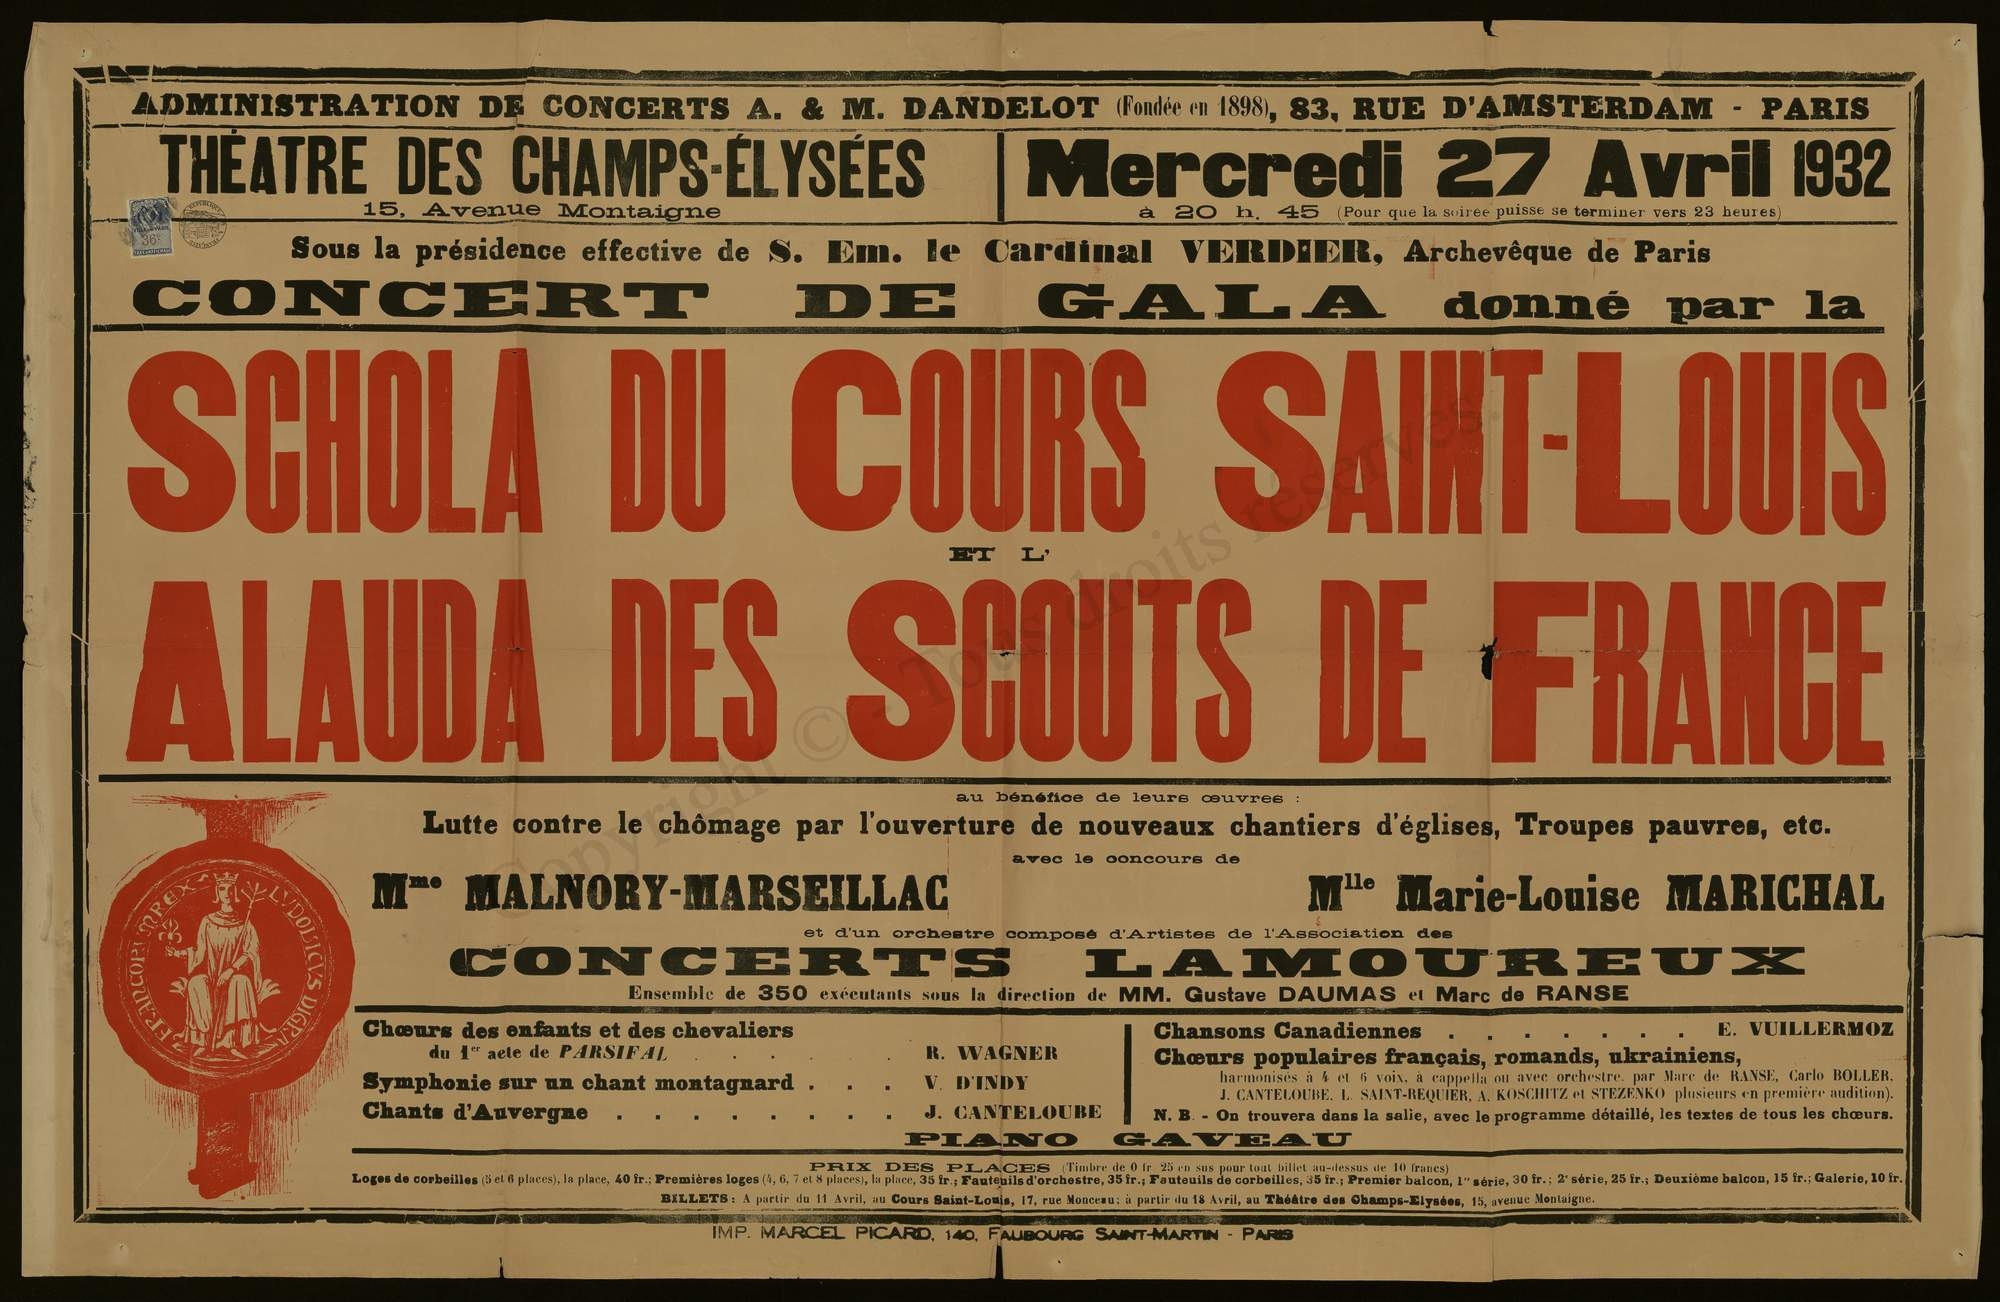 ADMINISTRATION DE CONCERTS A. & M. DANDELOT (Fondée en 1898), 83, RUE D'AMSTERDAM - PARIS
THÉATRE DES CHAMPS-ÉLYSÉES
15, Avenue Montaigne
Mercredi 27 Avril 1932
à 20 h. 45 (Pour que la soirée puisse se terminer vers 23 heures)
36
Sous la présidence effective de S. Em. le Cardinal VERDIER, Archevêque de Paris
CONCERT DE GALA donné par la
SCHOLA DU COURS SAINT-LOUIS
ET L'
ALAUDA DES SCOUTS DE FRANCE
Copyright © - Tous droits réservés.
au bénéfice de leurs œuvres :
Lutte contre le chômage par l'ouverture de nouveaux chantiers d'églises, Troupes pauvres, etc.
avec le concours de
Mme MALNORY-MARSEILLAC
Mlle Marie-Louise MARICHAL
et d'un orchestre composé d'Artistes de l'Association des
CONCERTS LAMOUREUX
Ensemble de 350 exécutants sous la direction de MM. Gustave DAUMAS et Marc de RANSE
LVDOVICVS DIGRA FRANCORVM REX
Chœurs des enfants et des chevaliers
du 1er acte de PARSIFAL . . . . . R. WAGNER
Symphonie sur un chant montagnard . . . V. D'INDY
Chants d'Auvergne . . . . . . . . J. CANTELOUBE
Chansons Canadiennes . . . . . . . E. VUILLERMOZ
Chœurs populaires français, romands, ukrainiens,
harmonisés à 4 et 6 voix, à cappella ou avec orchestre, par Marc de RANSE, Carlo BOLLER,
J. CANTELOUBE, L. SAINT-REQUIER, A. KOSCHITZ et STEZENKO plusieurs en première audition).
N. B. - On trouvera dans la salle, avec le programme détaillé, les textes de tous les chœurs.
PIANO GAVEAU
PRIX DES PLACES (Timbre de 0 fr. 25 en sus pour tout billet au-dessus de 10 francs)
Loges de corbeilles (5 et 6 places), la place, 40 fr.; Premières loges (4, 6, 7 et 8 places), la place, 35 fr.; Fauteuils d'orchestre, 35 fr.; Fauteuils de corbeilles, 35 fr.; Premier balcon, 1re série, 30 fr.; 2e série, 25 fr.; Deuxième balcon, 15 fr.; Galerie, 10 fr.
BILLETS : A partir du 11 Avril, au Cours Saint-Louis, 17, rue Monceau; à partir du 18 Avril, au Théâtre des Champs-Elysées, 15, avenue Montaigne.
IMP. MARCEL PICARD, 140, FAUBOURG SAINT-MARTIN - PARIS